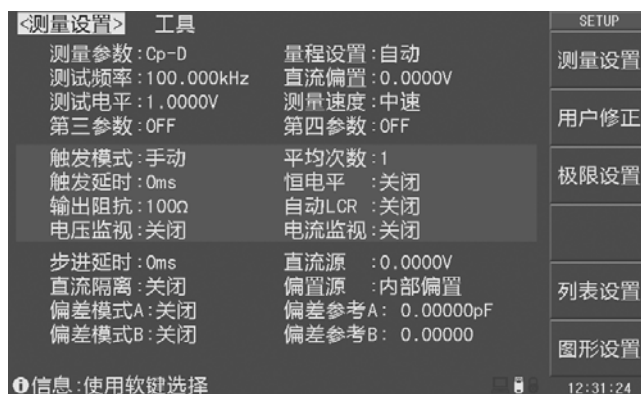 <测量设置> 工具 SETUP
测量参数:Cp-D 量程设置:自动
测试频率:100.000kHz 直流偏置:0.0000V
测试电平:1.0000V 测量速度:中速
第三参数:OFF 第四参数:OFF
触发模式:手动 平均次数:1
触发延时:0ms 恒电平 :关闭
输出阻抗:100Ω 自动LCR :关闭
电压监视:关闭 电流监视:关闭
步进延时:0ms 直流源 :0.0000V
直流隔离:关闭 偏置源 :内部偏置
偏差模式A:关闭 偏差参考A: 0.00000pF
偏差模式B:关闭 偏差参考B: 0.00000
测量设置
用户修正
极限设置
列表设置
图形设置
信息:使用软键选择 12:31:24